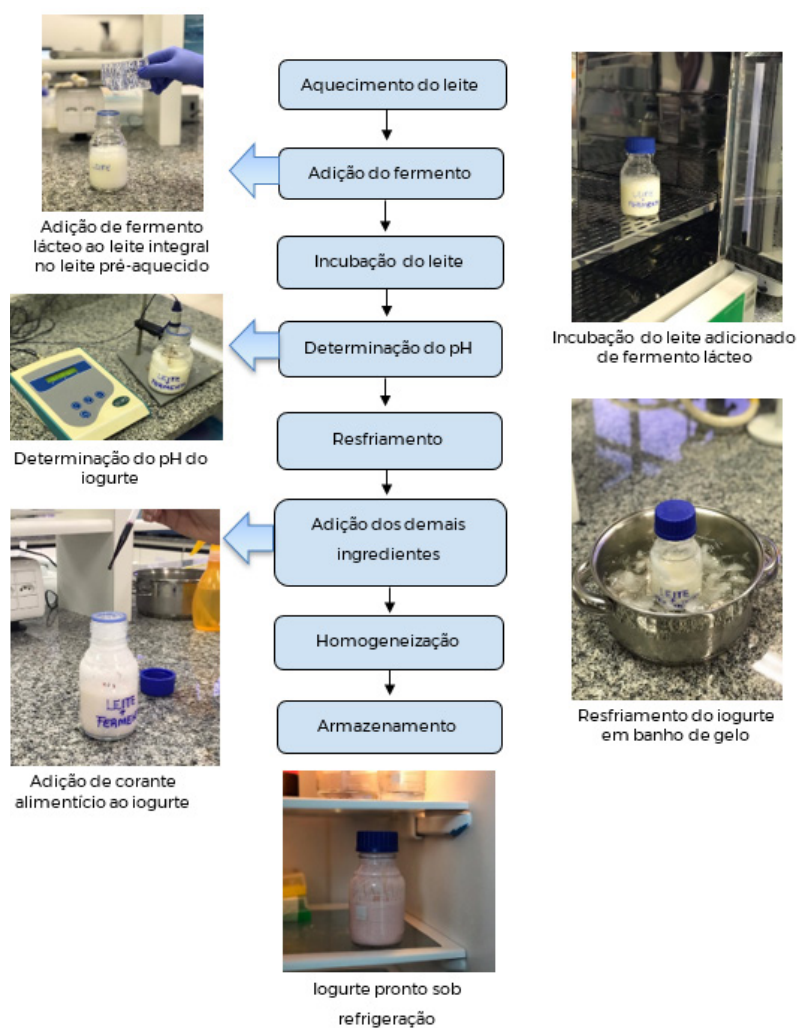 Aquecimento do leite
Adição do fermento
Adição de fermento
lácteo ao leite integral
no leite pré-aquecido
Incubação do leite
Incubação do leite adicionado
de fermento lácteo
Determinação do pH
Determinação do pH do
iogurte
Resfriamento
Resfriamento do iogurte
em banho de gelo
Adição dos demais
ingredientes
Adição de corante
alimentício ao iogurte
Homogeneização
Armazenamento
Iogurte pronto sob
refrigeração
LEITE
LEITE
+
FERMENTO
LEITE
+
FERMENTO
LEITE
LEITE
+
FERMENTO